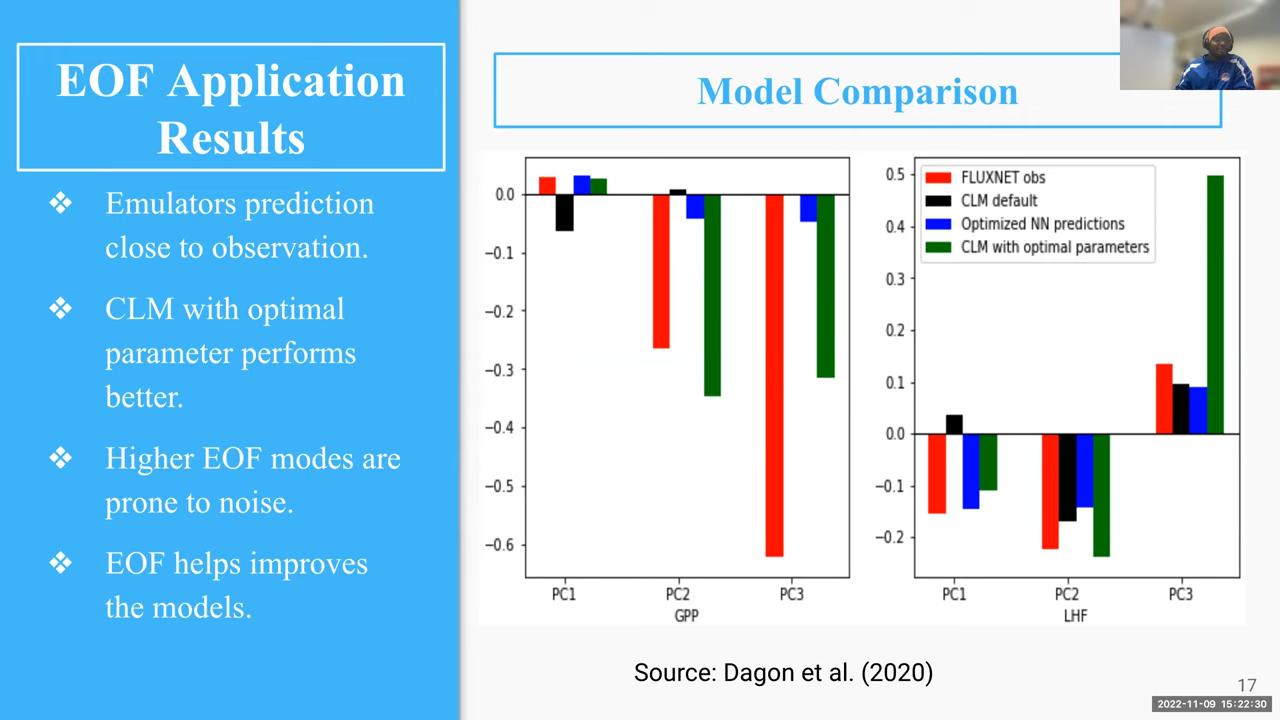 EOF Application
Results
❖ Emulators prediction
close to observation.
❖ CLM with optimal
parameter performs
better.
❖ Higher EOF modes are
prone to noise.
❖ EOF helps improves
the models.
Model Comparison
0.0
−0.1
−0.2
−0.3
−0.4
−0.5
−0.6
PC1 PC2 PC3
GPP
FLUXNET obs
CLM default
Optimized NN predictions
CLM with optimal parameters
0.5
0.4
0.3
0.2
0.1
0.0
−0.1
−0.2
PC1 PC2 PC3
LHF
Source: Dagon et al. (2020)
17
2022-11-09 15:22:30